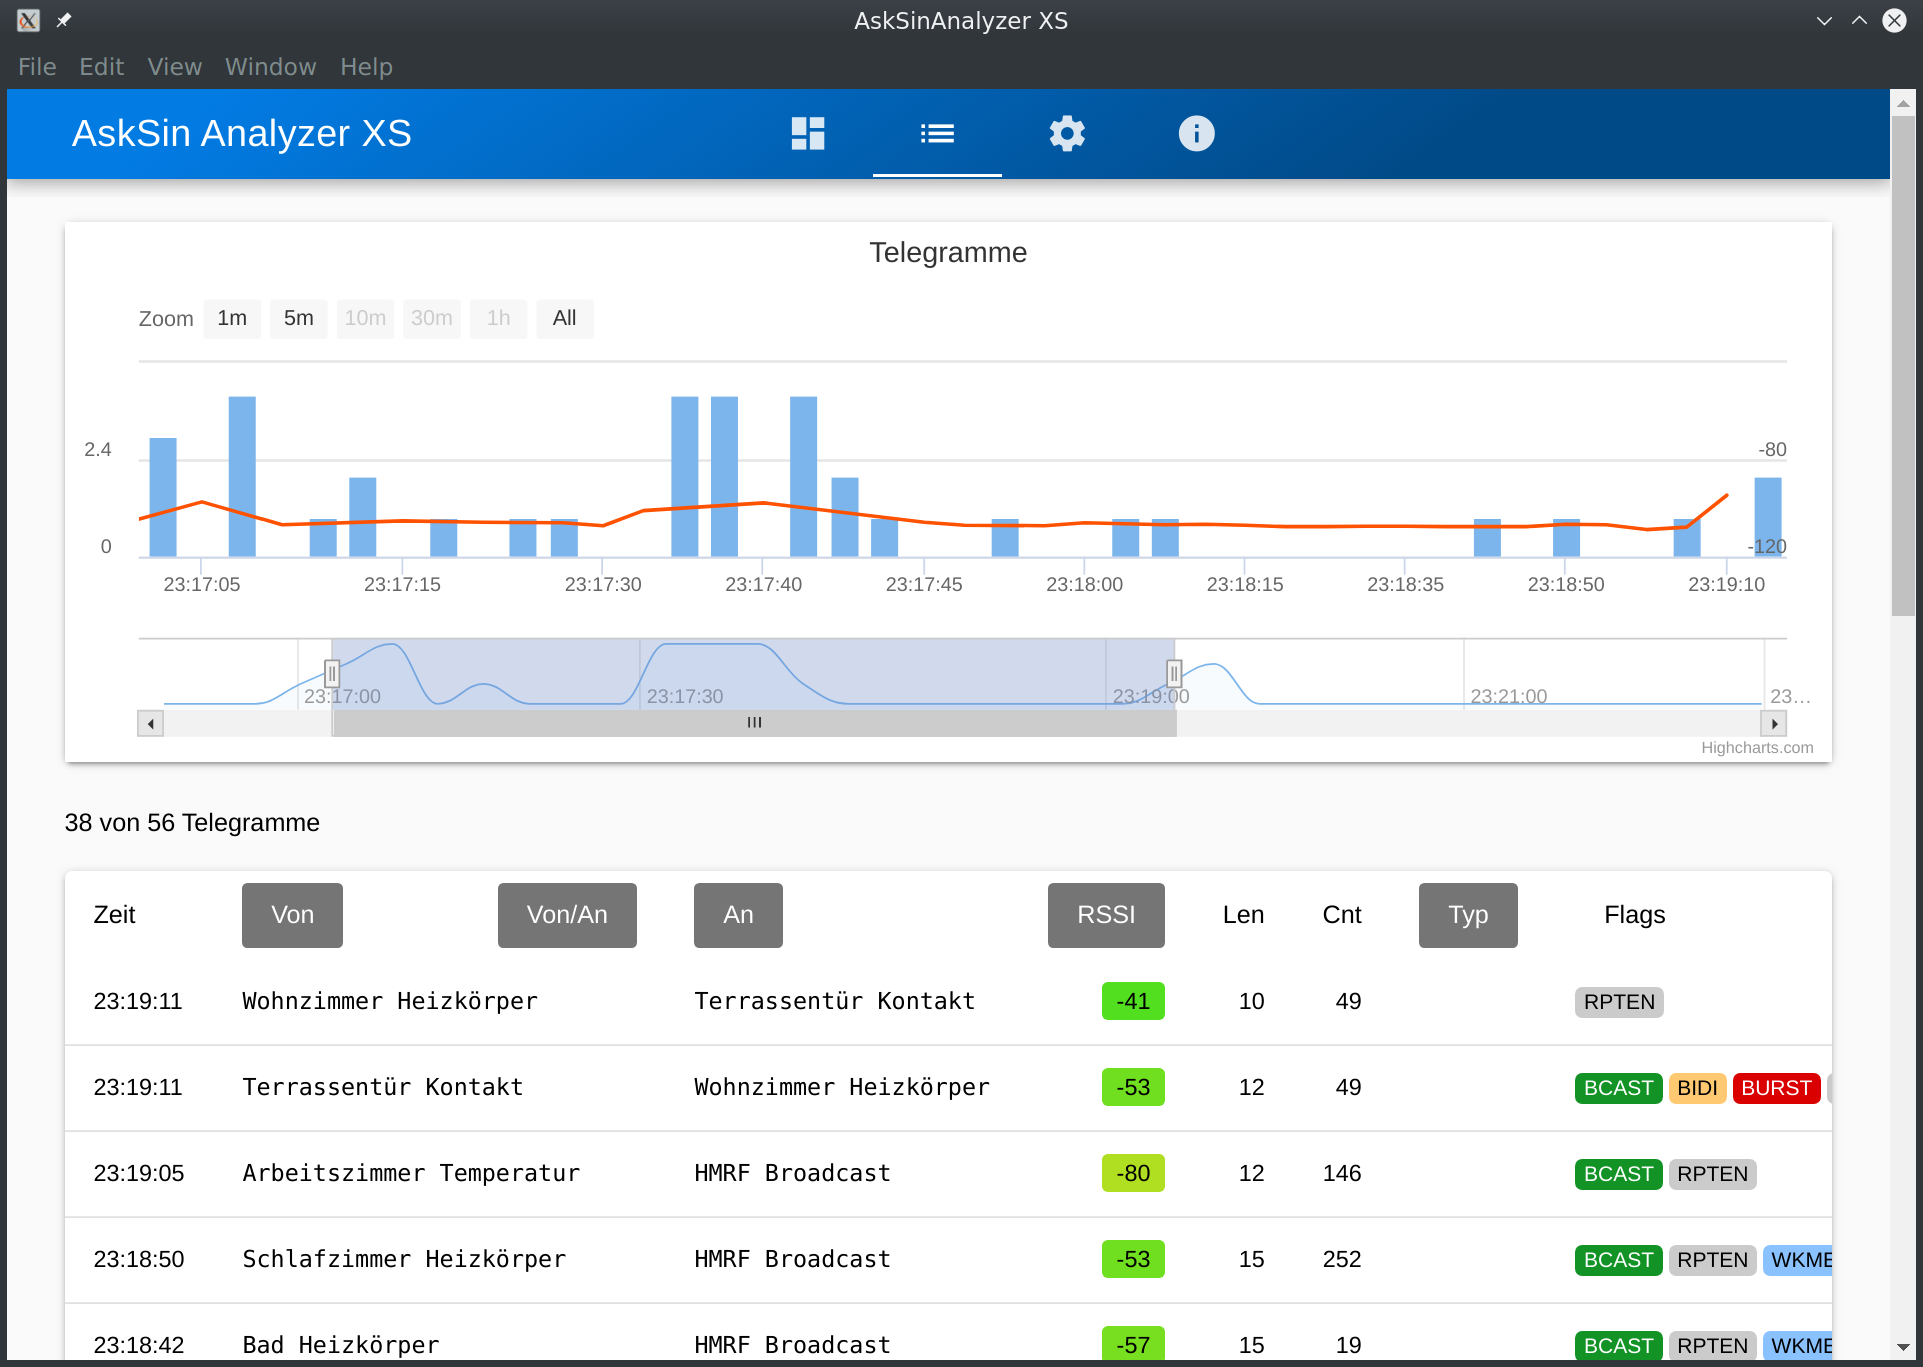 AskSinAnalyzer XS
File Edit View Window Help
AskSin Analyzer XS
Telegramme
Zoom 1m 5m 10m 30m 1h All
2.4 -80
0 -120
23:17:05 23:17:15 23:17:30 23:17:40 23:17:45 23:18:00 23:18:15 23:18:35 23:18:50 23:19:10
23:17:00 23:17:30 23:19:00 23:21:00 23…
Highcharts.com
38 von 56 Telegramme
Zeit Von Von/An An RSSI Len Cnt Typ Flags
23:19:11 Wohnzimmer Heizkörper Terrassentür Kontakt -41 10 49 RPTEN
23:19:11 Terrassentür Kontakt Wohnzimmer Heizkörper -53 12 49 BCAST BIDI BURST
23:19:05 Arbeitszimmer Temperatur HMRF Broadcast -80 12 146 BCAST RPTEN
23:18:50 Schlafzimmer Heizkörper HMRF Broadcast -53 15 252 BCAST RPTEN WKME
23:18:42 Bad Heizkörper HMRF Broadcast -57 15 19 BCAST RPTEN WKME